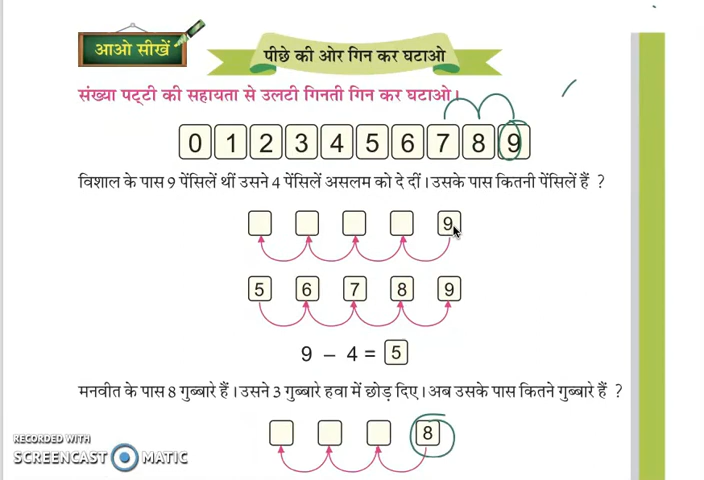 आओ सीखें
पीछे की ओर गिन कर घटाओ
संख्या पट्टी की सहायता से उलटी गिनती गिन कर घटाओ।
0 1 2 3 4 5 6 7 8 9
विशाल के पास 9 पेंसिलें थीं उसने 4 पेंसिलें असलम को दे दीं। उसके पास कितनी पेंसिलें हैं ?
9
5 6 7 8 9
9 – 4 = 5
मनवीत के पास 8 गुब्बारे हैं। उसने 3 गुब्बारे हवा में छोड़ दिए। अब उसके पास कितने गुब्बारे हैं ?
8
RECORDED WITH
SCREENCAST MATIC